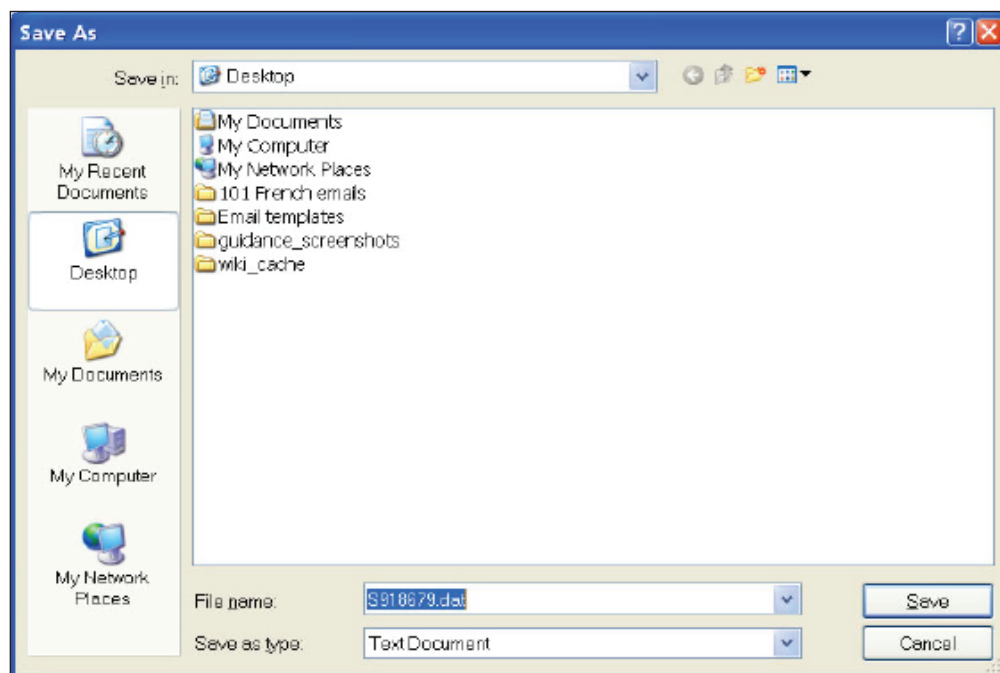 Save As
Save in:
Desktop
My Recent
Documents
Desktop
My Documents
My Computer
My Network
Places
My Documents
My Computer
My Network Places
101 French emails
Email templates
guidance_screenshots
wiki_cache
File name:
S918679.dat
Save as type:
Text Document
Save
Cancel